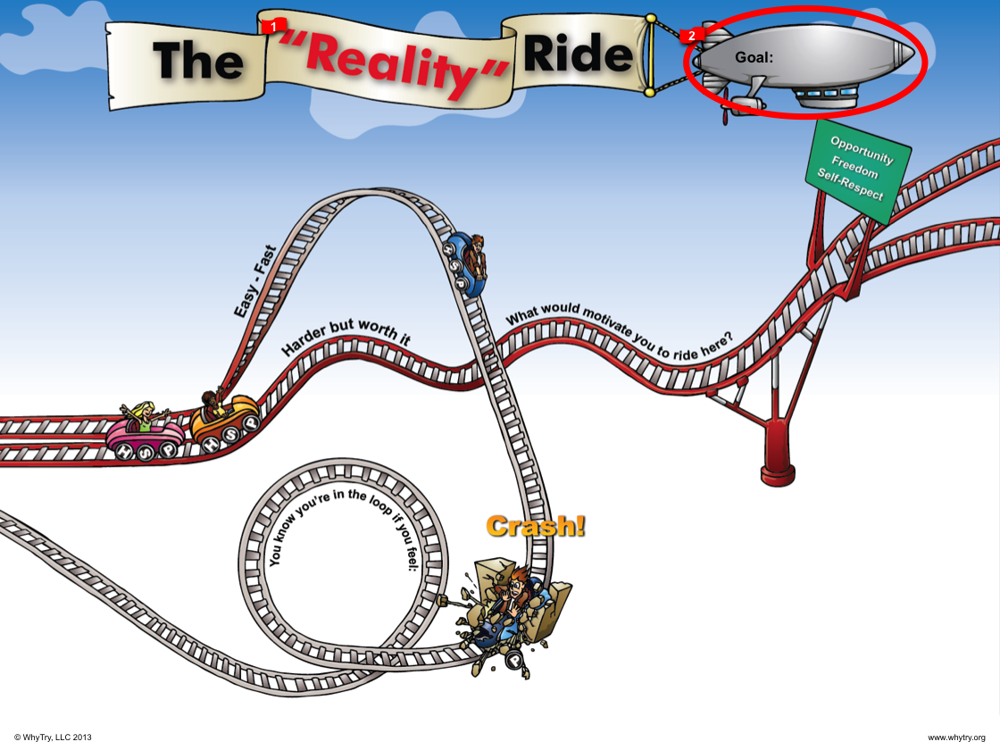 The "Reality" Ride
1
2
Goal:
Opportunity
Freedom
Self-Respect
Easy - Fast
Harder but worth it
What would motivate you to ride here?
H S P
H S P
H S P
You know you're in the loop if you feel:
Crash!
P
© WhyTry, LLC 2013
www.whytry.org